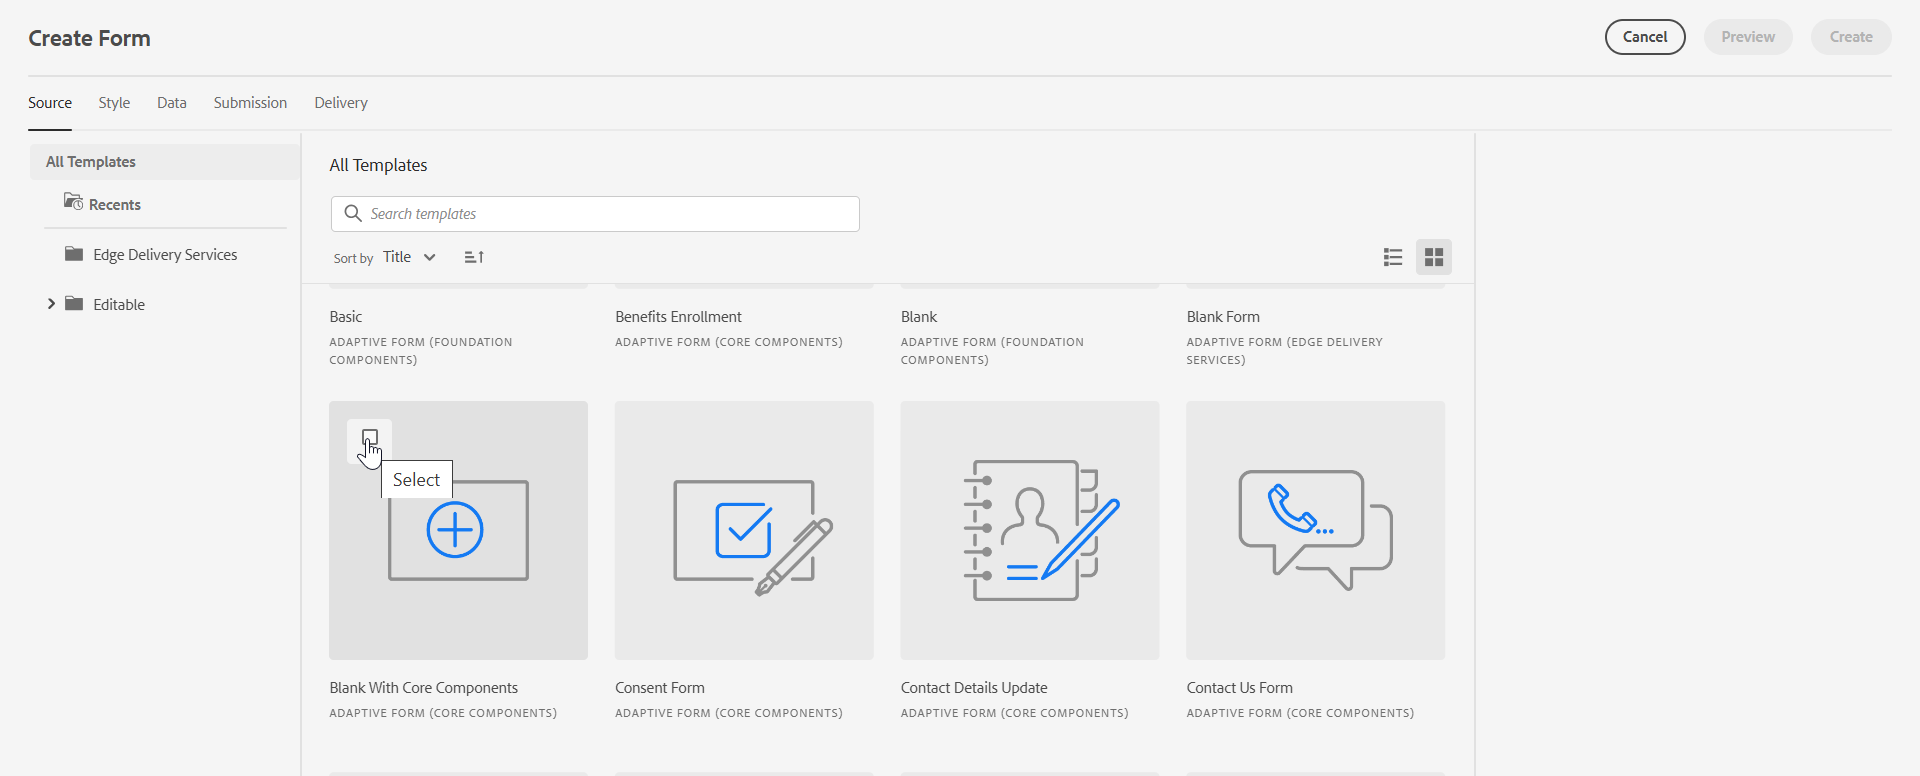 Create Form
Cancel
Preview
Create
Source
Style
Data
Submission
Delivery
All Templates
Recents
Edge Delivery Services
Editable
All Templates
Search templates
Sort by
Title
Basic
ADAPTIVE FORM (FOUNDATION
COMPONENTS)
Benefits Enrollment
ADAPTIVE FORM (CORE COMPONENTS)
Blank
ADAPTIVE FORM (FOUNDATION
COMPONENTS)
Blank Form
ADAPTIVE FORM (EDGE DELIVERY
SERVICES)
Select
Blank With Core Components
ADAPTIVE FORM (CORE COMPONENTS)
Consent Form
ADAPTIVE FORM (CORE COMPONENTS)
Contact Details Update
ADAPTIVE FORM (CORE COMPONENTS)
Contact Us Form
ADAPTIVE FORM (CORE COMPONENTS)